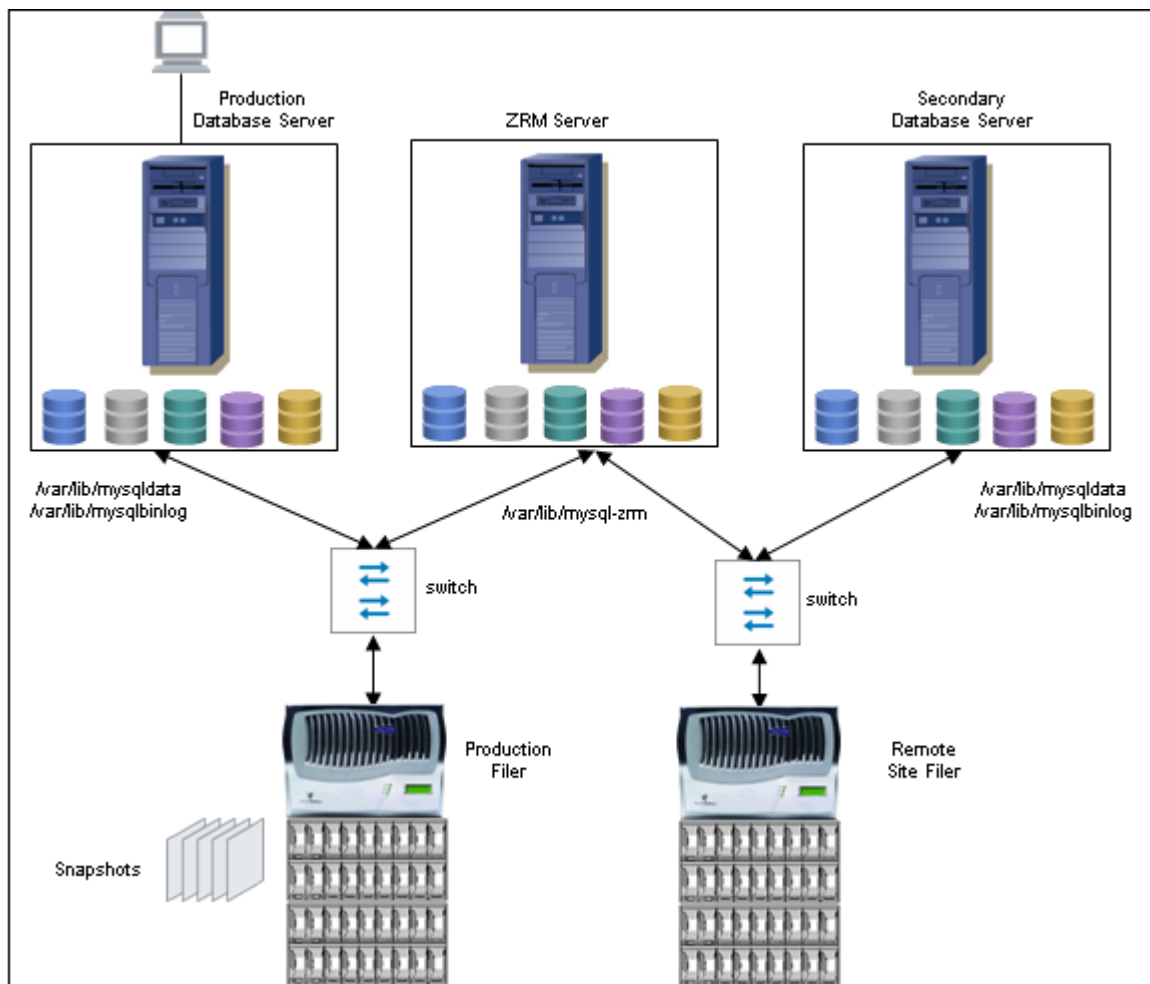 Production
Database Server
ZRM Server
Secondary
Database Server
/var/lib/mysqldata
/var/lib/mysqlbinlog
/var/lib/mysql-zrm
/var/lib/mysqldata
/var/lib/mysqlbinlog
switch
switch
Production
Filer
Remote
Site Filer
Snapshots